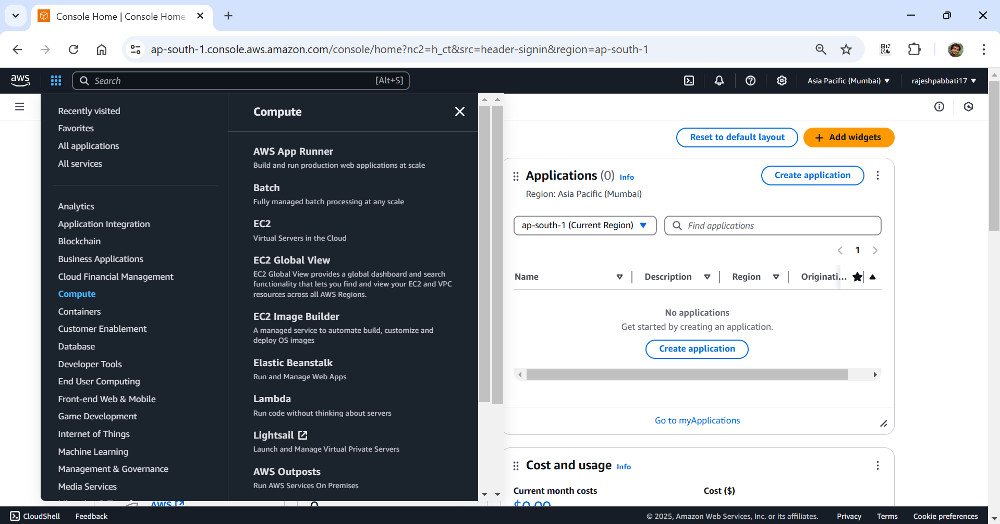 Console Home | Console Home
ap-south-1.console.aws.amazon.com/console/home?nc2=h_ct&src=header-signin&region=ap-south-1
aws
Search
[Alt+S]
Asia Pacific (Mumbai)
rajeshpabbati17
Recently visited
Favorites
All applications
All services
Analytics
Application Integration
Blockchain
Business Applications
Cloud Financial Management
Compute
Containers
Customer Enablement
Database
Developer Tools
End User Computing
Front-end Web & Mobile
Game Development
Internet of Things
Machine Learning
Management & Governance
Media Services
Compute
AWS App Runner
Build and run production web applications at scale
Batch
Fully managed batch processing at any scale
EC2
Virtual Servers in the Cloud
EC2 Global View
EC2 Global View provides a global dashboard and search
functionality that lets you find and view your EC2 and VPC
resources across all AWS Regions.
EC2 Image Builder
A managed service to automate build, customize and
deploy OS images
Elastic Beanstalk
Run and Manage Web Apps
Lambda
Run code without thinking about servers
Lightsail
Launch and Manage Virtual Private Servers
AWS Outposts
Run AWS Services On Premises
AWS
0
Reset to default layout
+ Add widgets
Applications (0) Info
Region: Asia Pacific (Mumbai)
Create application
ap-south-1 (Current Region)
Find applications
1
Name
Description
Region
Originati...
No applications
Get started by creating an application.
Create application
Go to myApplications
Cost and usage Info
Current month costs
Cost ($)
$0.00
CloudShell
Feedback
© 2025, Amazon Web Services, Inc. or its affiliates.
Privacy
Terms
Cookie preferences